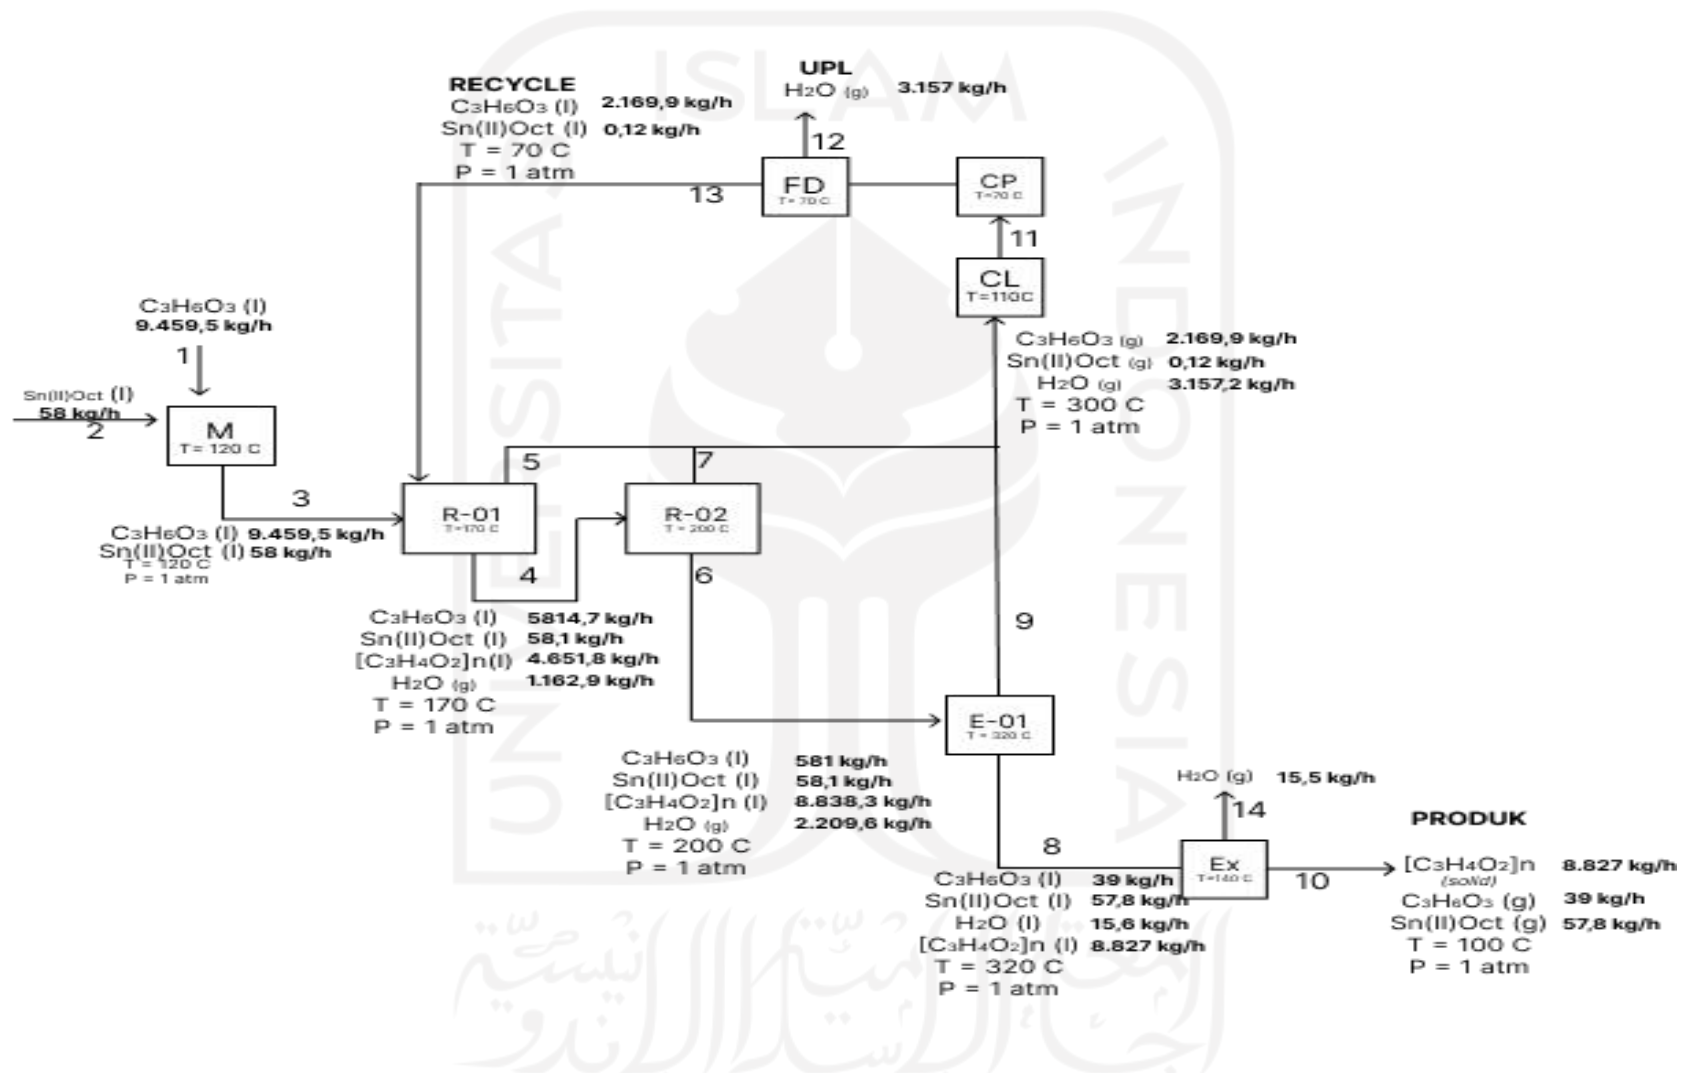 ISLAM
UNIVERSITAS
INDONESIA
RECYCLE
C3H6O3 (l) 2.169,9 kg/h
Sn(II)Oct (l) 0,12 kg/h
T = 70 C
P = 1 atm
UPL
H2O (g) 3.157 kg/h
12
13
FD
T= 70 C
CP
T=70 C
11
CL
T=110C
C3H6O3 (l)
9.459,5 kg/h
1
Sn(II)Oct (l)
58 kg/h
2
M
T= 120 C
3
C3H6O3 (l) 9.459,5 kg/h
Sn(II)Oct (l) 58 kg/h
T = 120 C
P = 1 atm
C3H6O3 (g) 2.169,9 kg/h
Sn(II)Oct (g) 0,12 kg/h
H2O (g) 3.157,2 kg/h
T = 300 C
P = 1 atm
5
7
R-01
T=170 C
R-02
T = 200 C
4
6
C3H6O3 (l) 5814,7 kg/h
Sn(II)Oct (l) 58,1 kg/h
[C3H4O2]n(l) 4.651,8 kg/h
H2O (g) 1.162,9 kg/h
T = 170 C
P = 1 atm
9
E-01
T = 320 C
C3H6O3 (l) 581 kg/h
Sn(II)Oct (l) 58,1 kg/h
[C3H4O2]n (l) 8.838,3 kg/h
H2O (g) 2.209,6 kg/h
T = 200 C
P = 1 atm
H2O (g) 15,5 kg/h
14
8
Ex
T=140 C
10
C3H6O3 (l) 39 kg/h
Sn(II)Oct (l) 57,8 kg/h
H2O (l) 15,6 kg/h
[C3H4O2]n (l) 8.827 kg/h
T = 320 C
P = 1 atm
PRODUK
[C3H4O2]n 8.827 kg/h
(solid)
C3H6O3 (g) 39 kg/h
Sn(II)Oct (g) 57,8 kg/h
T = 100 C
P = 1 atm